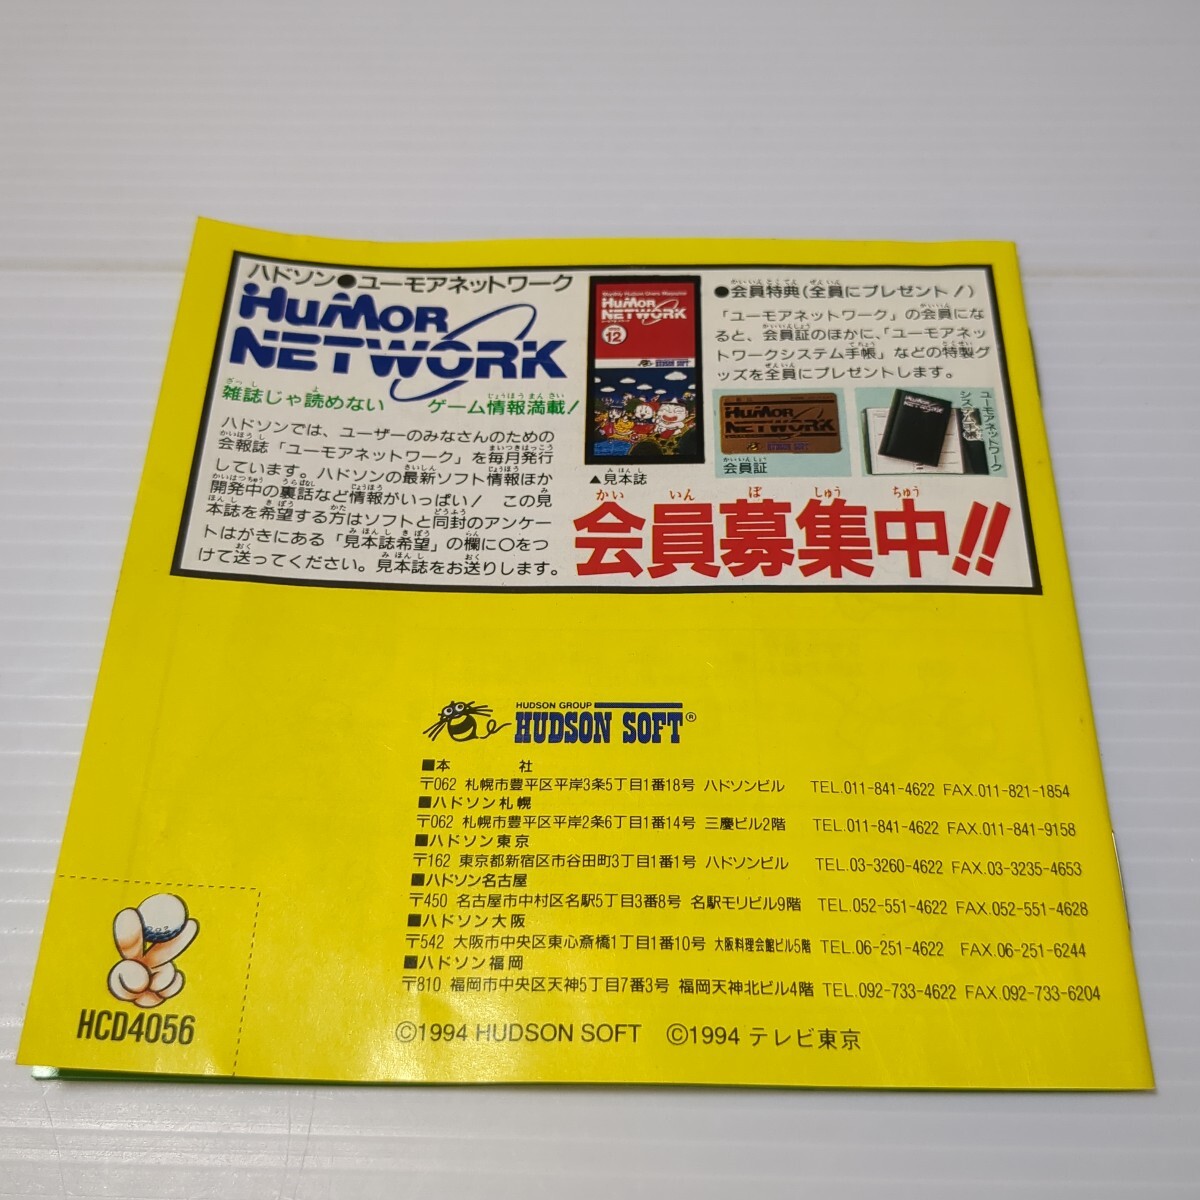 ハドソン●ユーモアネットワーク
HuMOR
NETWORK
雑誌じゃ読めない ゲーム情報満載!
ハドソンでは、ユーザーのみなさんのための
会報誌「ユーモアネットワーク」を毎月発行
しています。ハドソンの最新ソフト情報ほか
開発中の裏話など情報がいっぱい! この見
本誌を希望する方はソフトと同封のアンケー
トはがきにある「見本誌希望」の欄に○をつ
けて送ってください。見本誌をお送りします。
Monthly Hudson Users Magazine
HuMOR
NETWORK
12
HUDSON SOFT
▲見本誌
●会員特典(全員にプレゼント!)
「ユーモアネットワーク」の会員にな
ると、会員証のほかに、「ユーモアネッ
トワークシステム手帳」などの特製グ
ッズを全員にプレゼントします。
HuMOR
NETWORK
会員証
HuMOR
NETWORK
ユーモアネットワーク
システム手帳
会員募集中!!
HUDSON GROUP
HUDSON SOFT®
■本 社
〒062 札幌市豊平区平岸3条5丁目1番18号 ハドソンビル TEL.011-841-4622 FAX.011-821-1854
■ハドソン札幌
〒062 札幌市豊平区平岸2条6丁目1番14号 三慶ビル2階 TEL.011-841-4622 FAX.011-841-9158
■ハドソン東京
〒162 東京都新宿区市谷田町3丁目1番1号 ハドソンビル TEL.03-3260-4622 FAX.03-3235-4653
■ハドソン名古屋
〒450 名古屋市中村区名駅5丁目3番8号 名駅モリビル9階 TEL.052-551-4622 FAX.052-551-4628
■ハドソン大阪
〒542 大阪市中央区東心斎橋1丁目1番10号 大阪料理会館ビル5階 TEL.06-251-4622 FAX.06-251-6244
■ハドソン福岡
〒810 福岡市中央区天神5丁目7番3号 福岡天神北ビル4階 TEL.092-733-4622 FAX.092-733-6204
©1994 HUDSON SOFT ©1994 テレビ東京
HCD4056